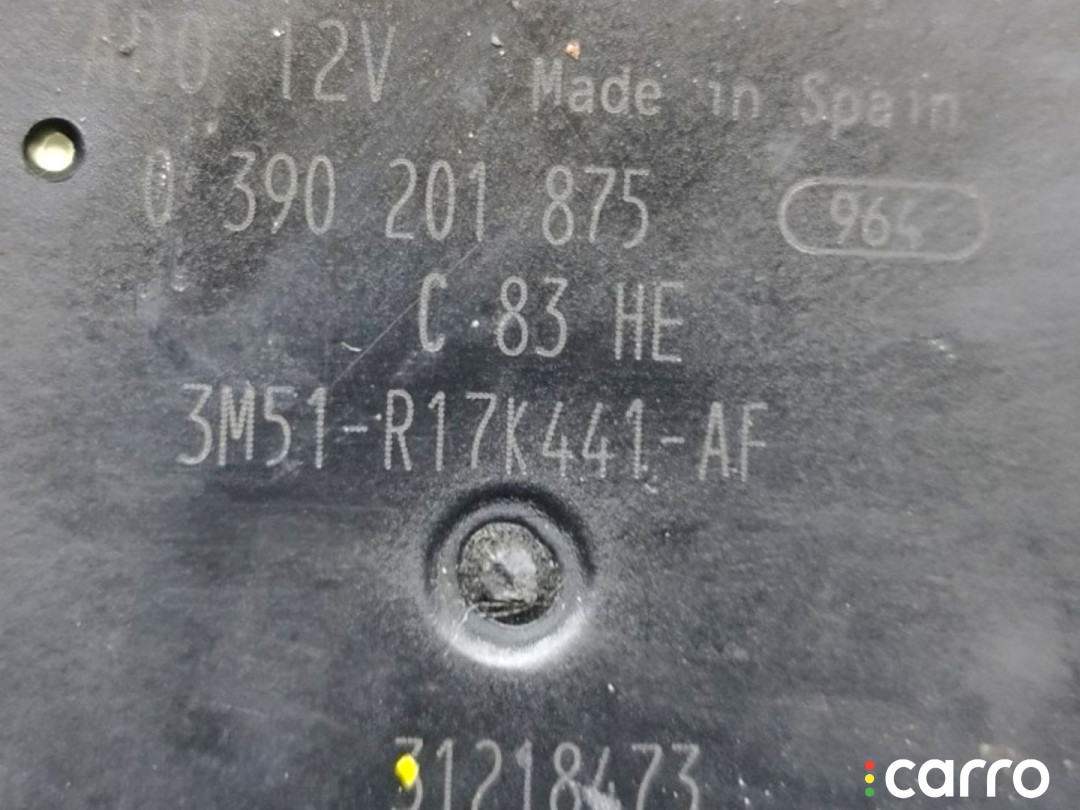 12V
Made in Spain
0 390 201 875
964
C 83 HE
3M51-R17K441-AF
31218473
:carro